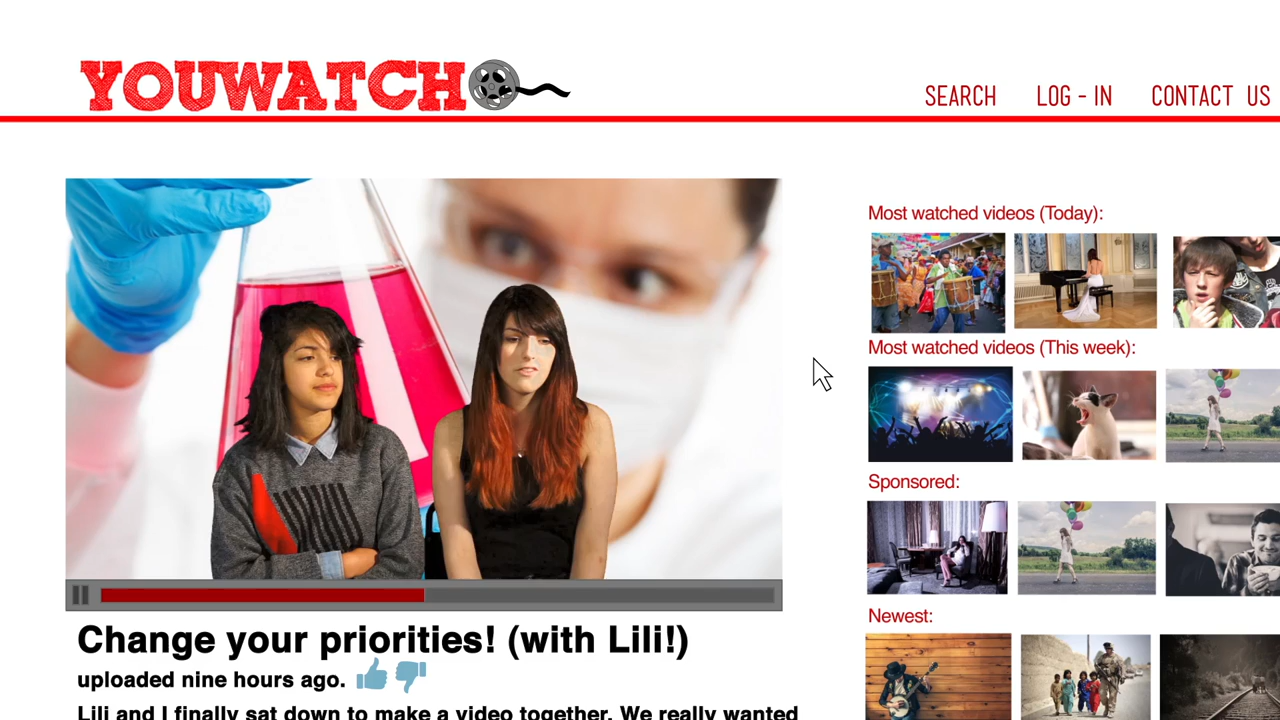 YOUWATCH
SEARCH LOG - IN CONTACT US
Most watched videos (Today):
Most watched videos (This week):
Sponsored:
Newest:
Change your priorities! (with Lili!)
uploaded nine hours ago.
Lili and I finally sat down to make a video together. We really wanted